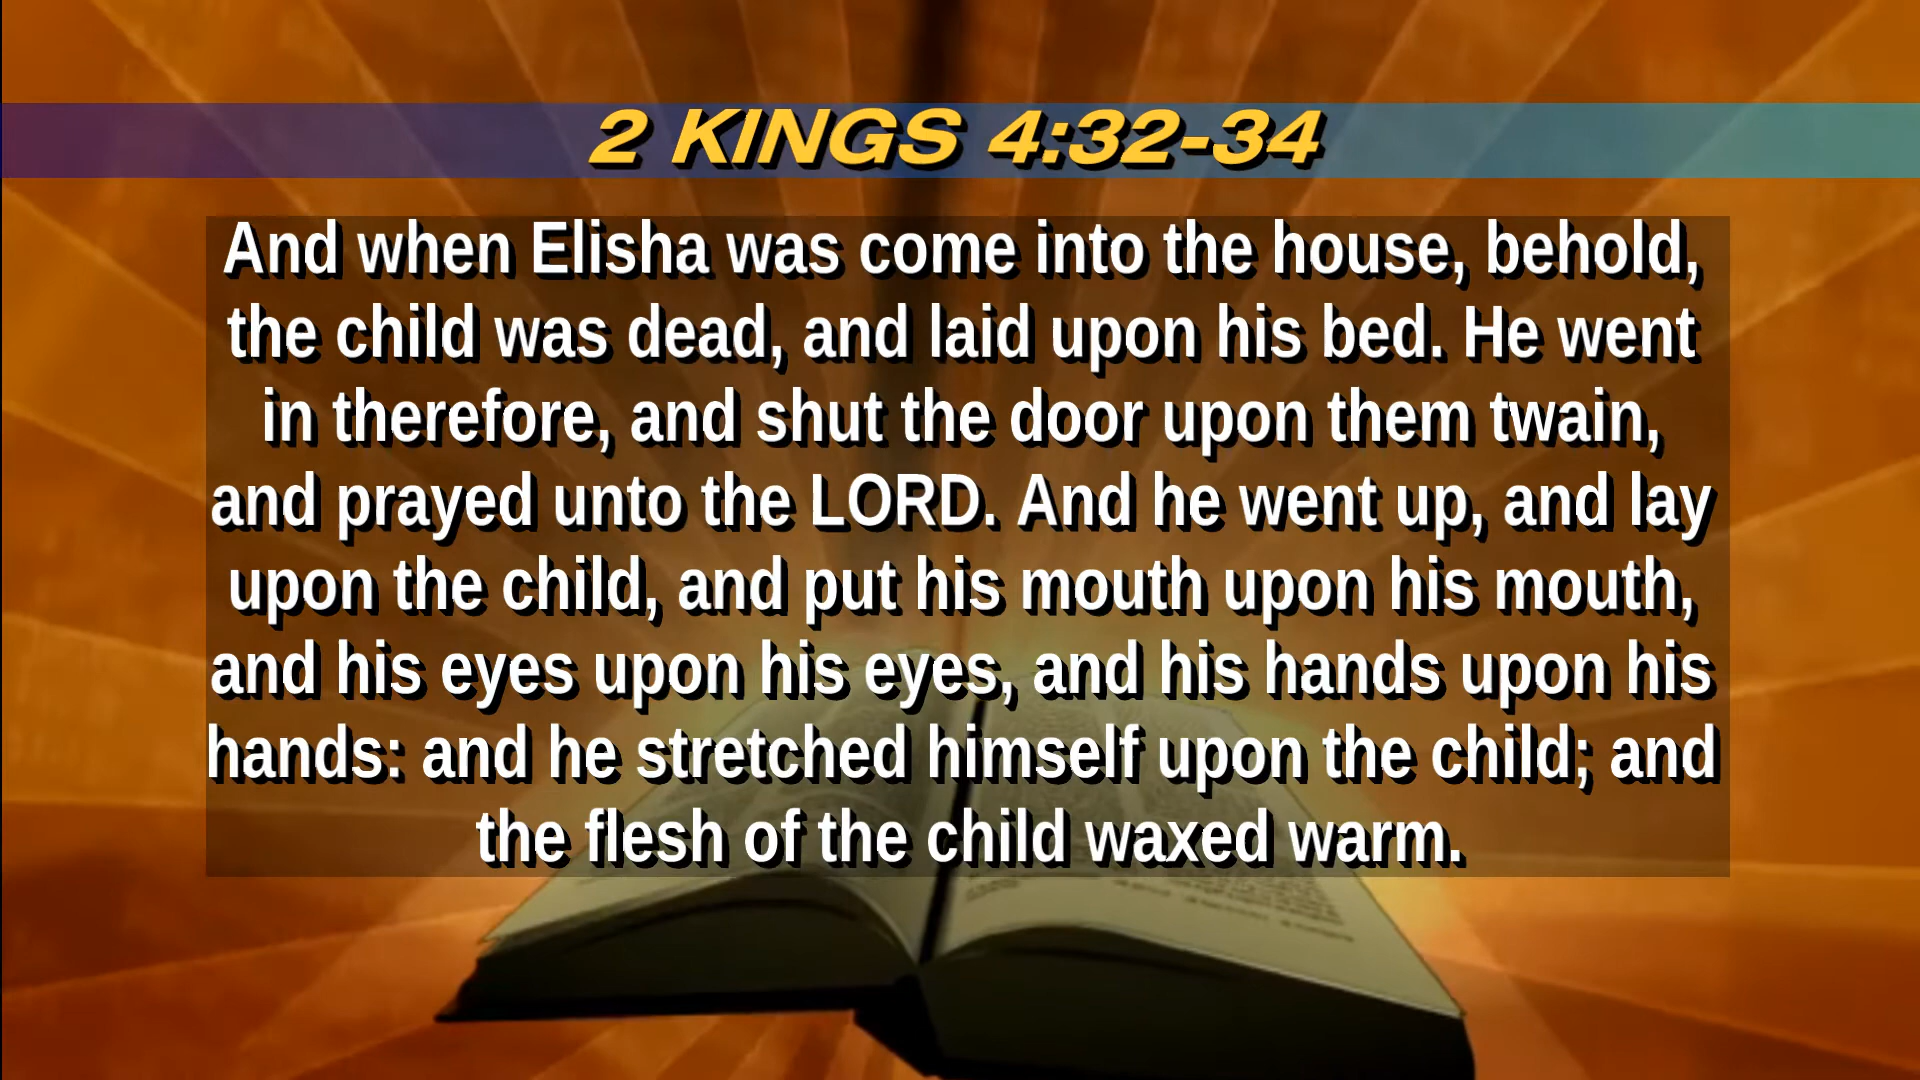 2 KINGS 4:32-34
And when Elisha was come into the house, behold,
the child was dead, and laid upon his bed. He went
in therefore, and shut the door upon them twain,
and prayed unto the LORD. And he went up, and lay
upon the child, and put his mouth upon his mouth,
and his eyes upon his eyes, and his hands upon his
hands: and he stretched himself upon the child; and
the flesh of the child waxed warm.